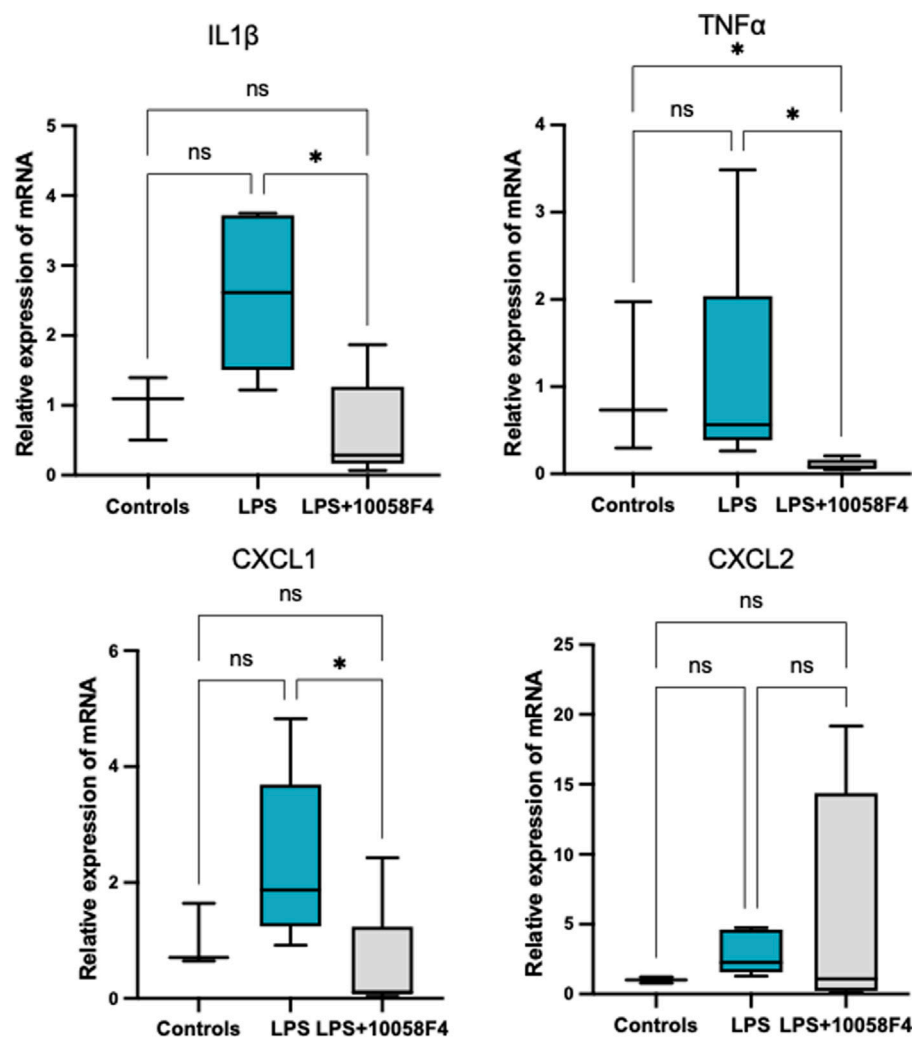 IL1β
ns
ns
*
Relative expression of mRNA
5
4
3
2
1
0
Controls
LPS
LPS+10058F4
TNFα
*
ns
*
Relative expression of mRNA
4
3
2
1
0
Controls
LPS
LPS+10058F4
CXCL1
ns
ns
*
Relative expression of mRNA
6
4
2
0
Controls
LPS
LPS+10058F4
CXCL2
ns
ns
ns
Relative expression of mRNA
25
20
15
10
5
0
Controls
LPS
LPS+10058F4